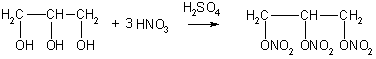 H₂C—CH—CH₂ + 3 HNO₃ H₂SO₄ H₂C—CH—CH₂
OH OH OH ONO₂ ONO₂ ONO₂